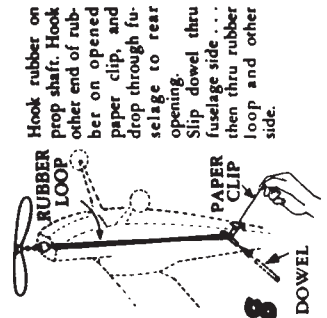 Hook rubber on
prop shaft. Hook
other end of rub-
ber on opened
paper clip, and
drop through fu-
selage to rear
opening.
Slip dowel thru
fuselage side . . .
then thru rubber
loop and other
side.
RUBBER
LOOP
PAPER
CLIP
DOWEL
8